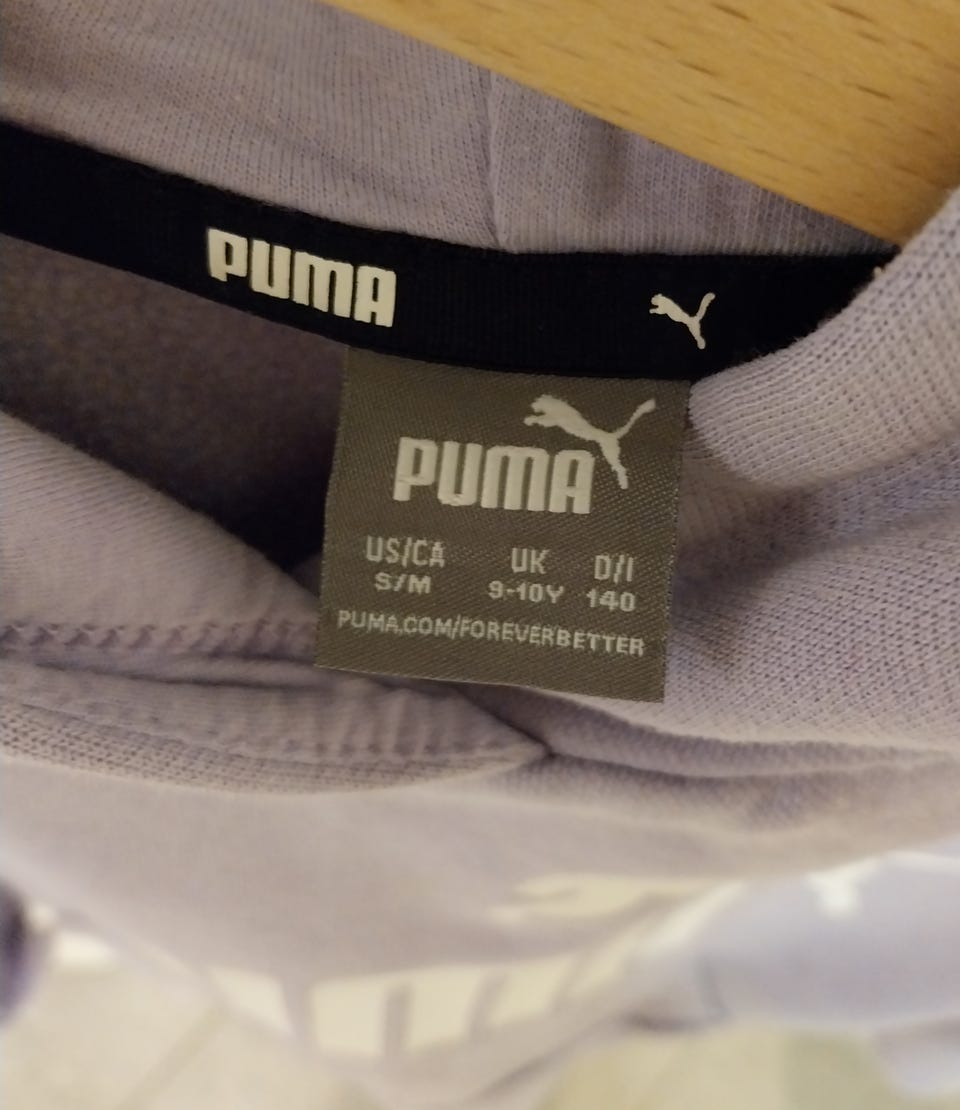 PUMA
PUMA
US/CA UK D/I
S/M 9-10Y 140
PUMA.COM/FOREVERBETTER